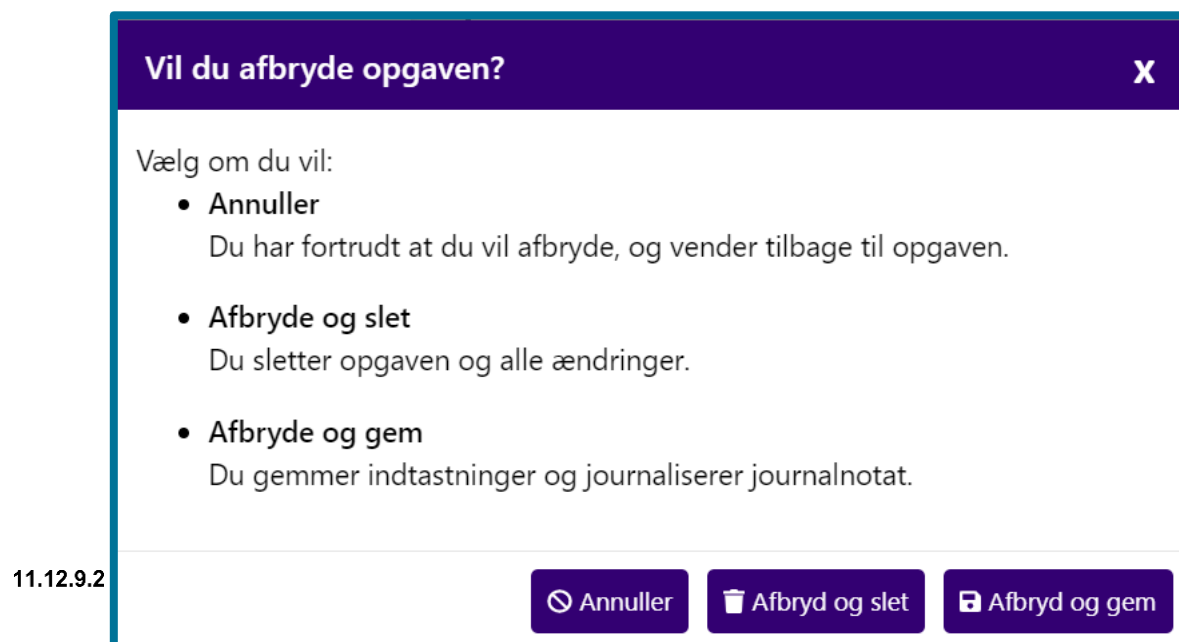 Vil du afbryde opgaven? X
Vælg om du vil:
• Annuller
Du har fortrudt at du vil afbryde, og vender tilbage til opgaven.
• Afbryde og slet
Du sletter opgaven og alle ændringer.
• Afbryde og gem
Du gemmer indtastninger og journaliserer journalnotat.
11.12.9.2
Annuller Afbryd og slet Afbryd og gem